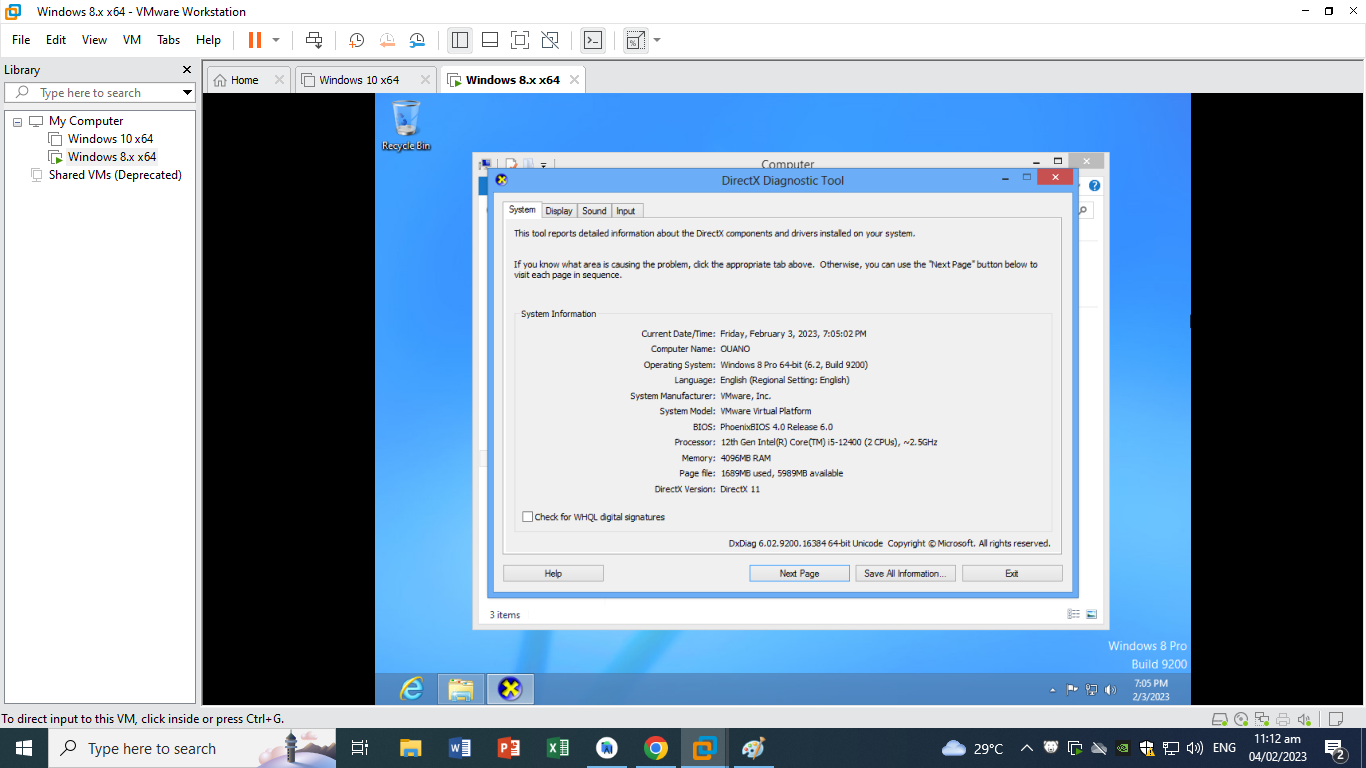 Windows 8.x x64 - VMware Workstation
File Edit View VM Tabs Help
Library
Type here to search
My Computer
Windows 10 x64
Windows 8.x x64
Shared VMs (Deprecated)
Home Windows 10 x64 Windows 8.x x64
Recycle Bin
Computer
DirectX Diagnostic Tool
System Display Sound Input
This tool reports detailed information about the DirectX components and drivers installed on your system.
If you know what area is causing the problem, click the appropriate tab above. Otherwise, you can use the "Next Page" button below to
visit each page in sequence.
System Information
Current Date/Time: Friday, February 3, 2023, 7:05:02 PM
Computer Name: OUANO
Operating System: Windows 8 Pro 64-bit (6.2, Build 9200)
Language: English (Regional Setting: English)
System Manufacturer: VMware, Inc.
System Model: VMware Virtual Platform
BIOS: PhoenixBIOS 4.0 Release 6.0
Processor: 12th Gen Intel(R) Core(TM) i5-12400 (2 CPUs), ~2.5GHz
Memory: 4096MB RAM
Page file: 1689MB used, 5989MB available
DirectX Version: DirectX 11
Check for WHQL digital signatures
DxDiag 6.02.9200.16384 64-bit Unicode Copyright © Microsoft. All rights reserved.
Help Next Page Save All Information... Exit
3 items
Windows 8 Pro
Build 9200
7:05 PM
2/3/2023
To direct input to this VM, click inside or press Ctrl+G.
Type here to search
29°C
ENG
11:12 am
04/02/2023
2